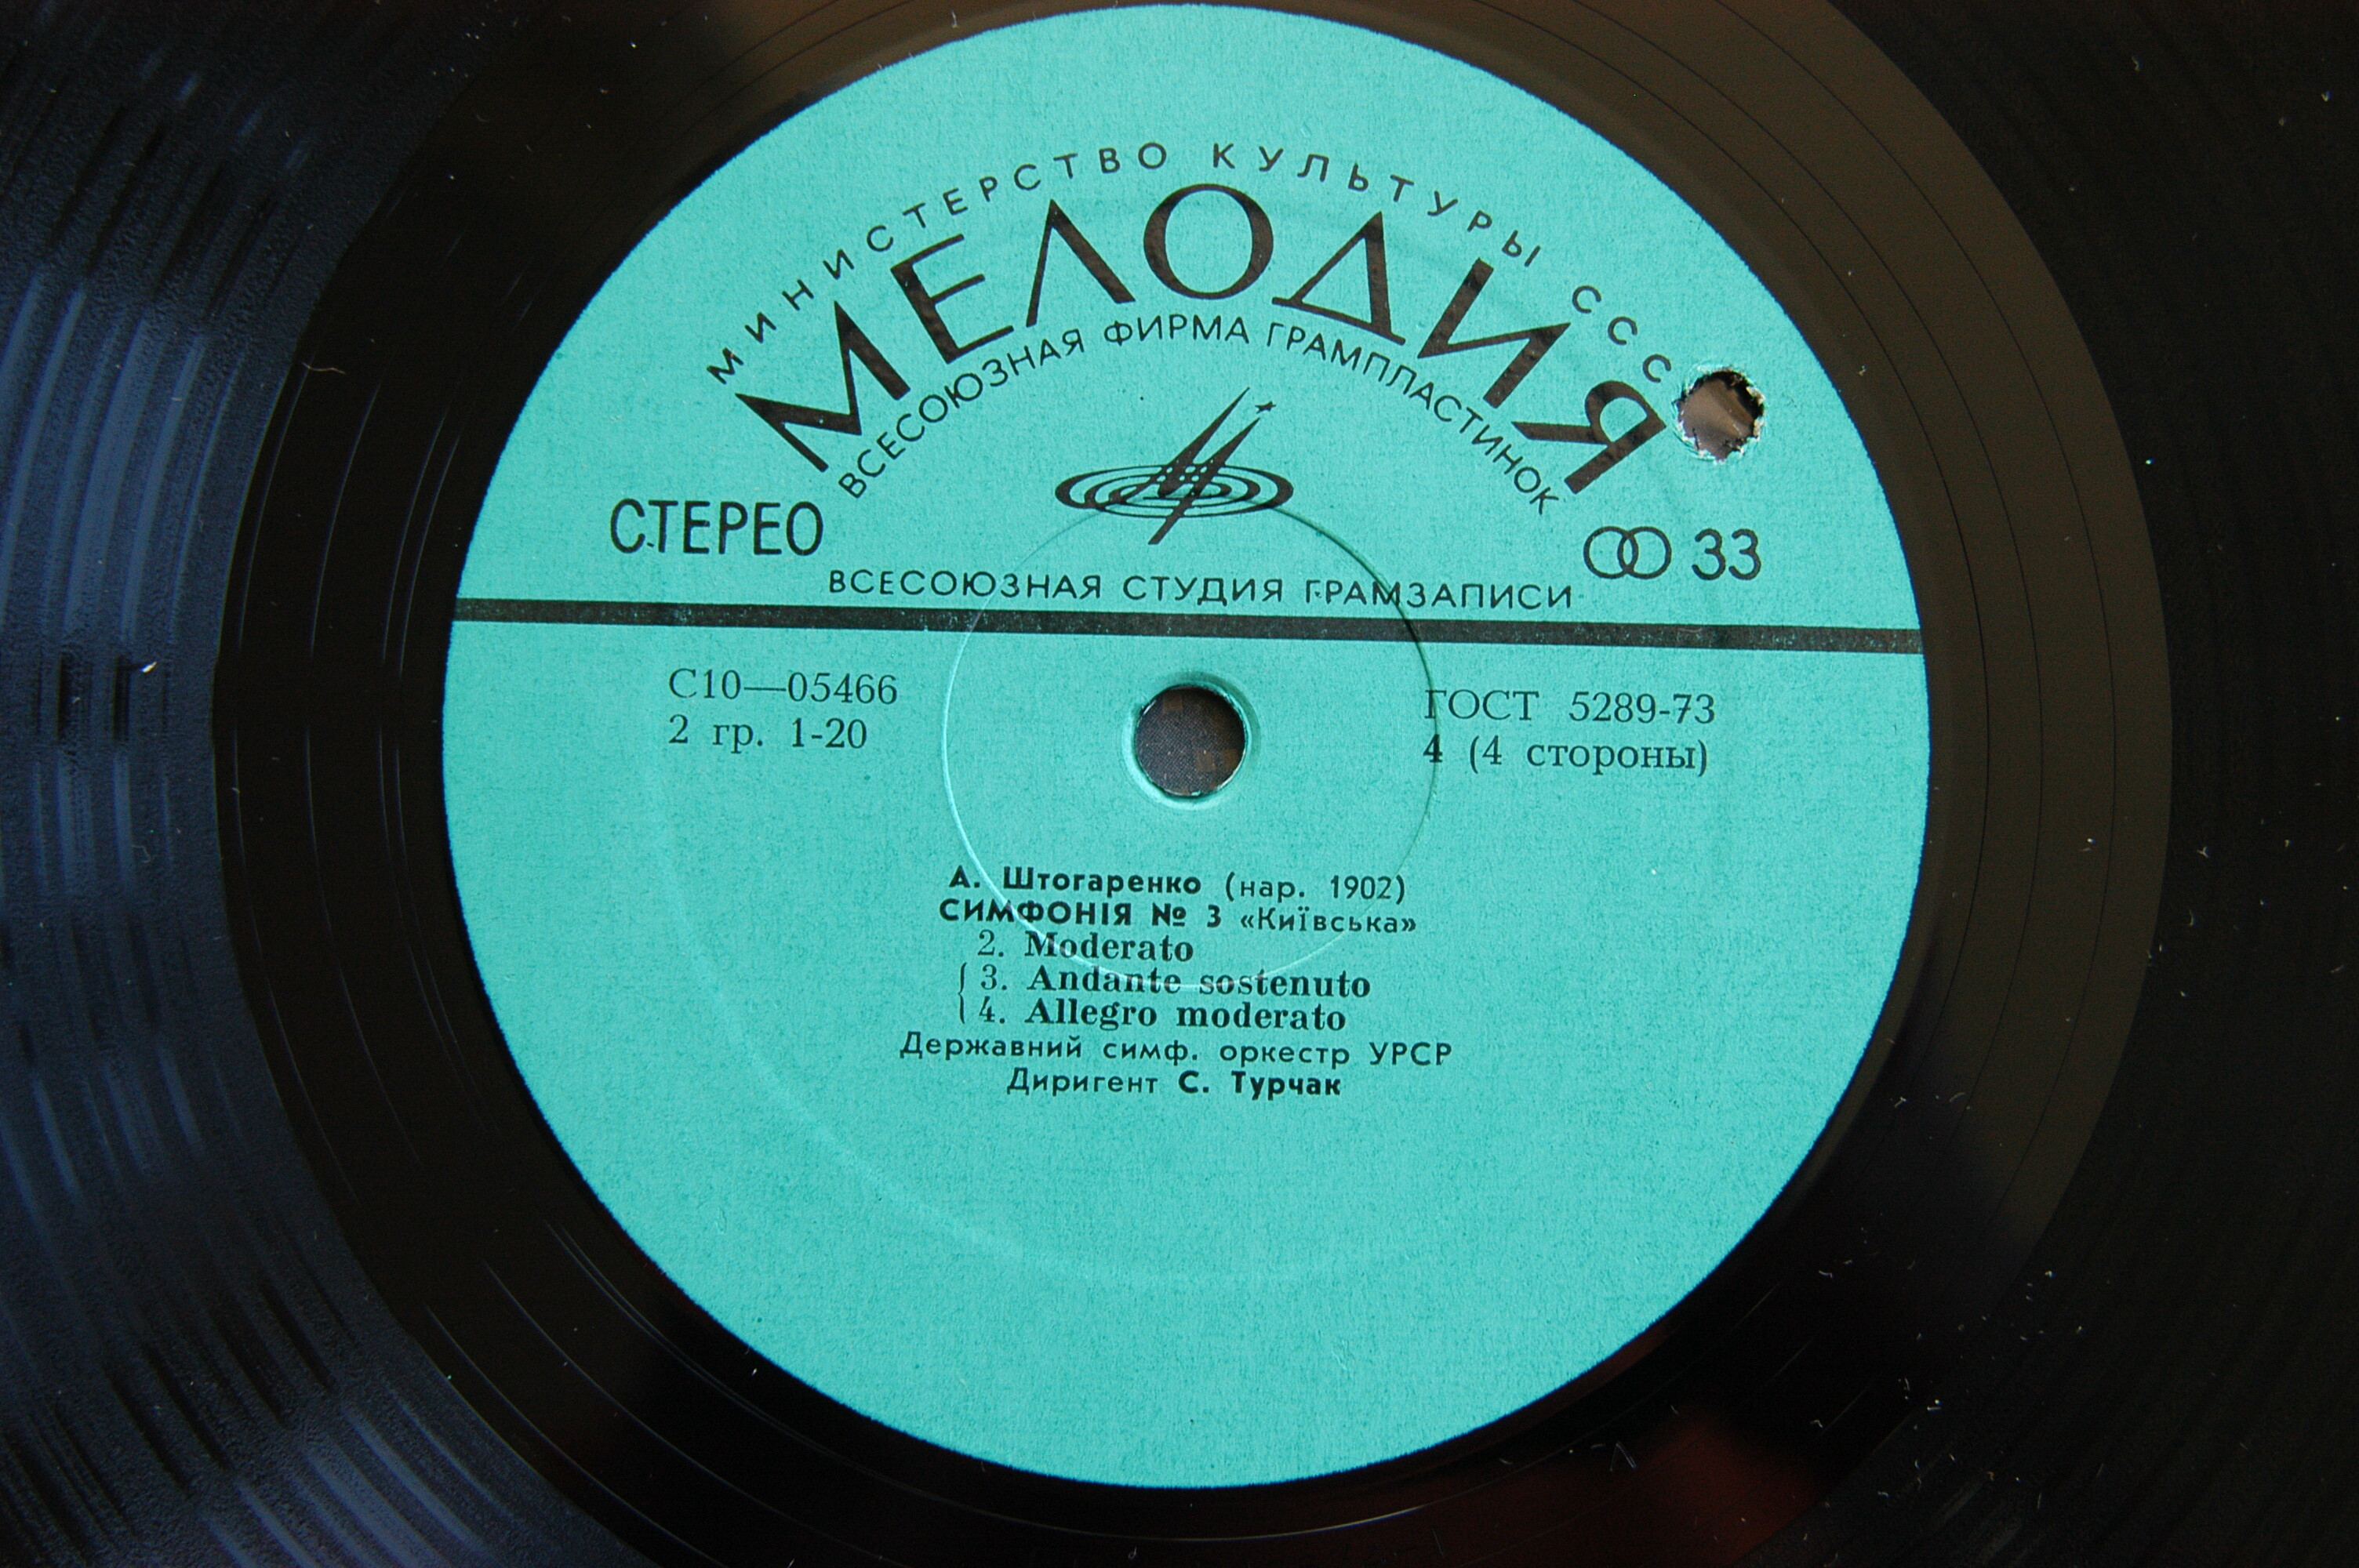 МИНИСТЕРСТВО КУЛЬТУРЫ СССР
МЕЛОДИЯ
ВСЕСОЮЗНАЯ ФИРМА ГРАМПЛАСТИНОК
СТЕРЕО
33
ВСЕСОЮЗНАЯ СТУДИЯ ГРАМЗАПИСИ
С10—05466
ГОСТ 5289-73
2 гр. 1-20
4 (4 стороны)
А. Штогаренко (нар. 1902)
СИМФОНІЯ № 3 «Київська»
2. Moderato
3. Andante sostenuto
4. Allegro moderato
Державний симф. оркестр УРСР
Диригент С. Турчак